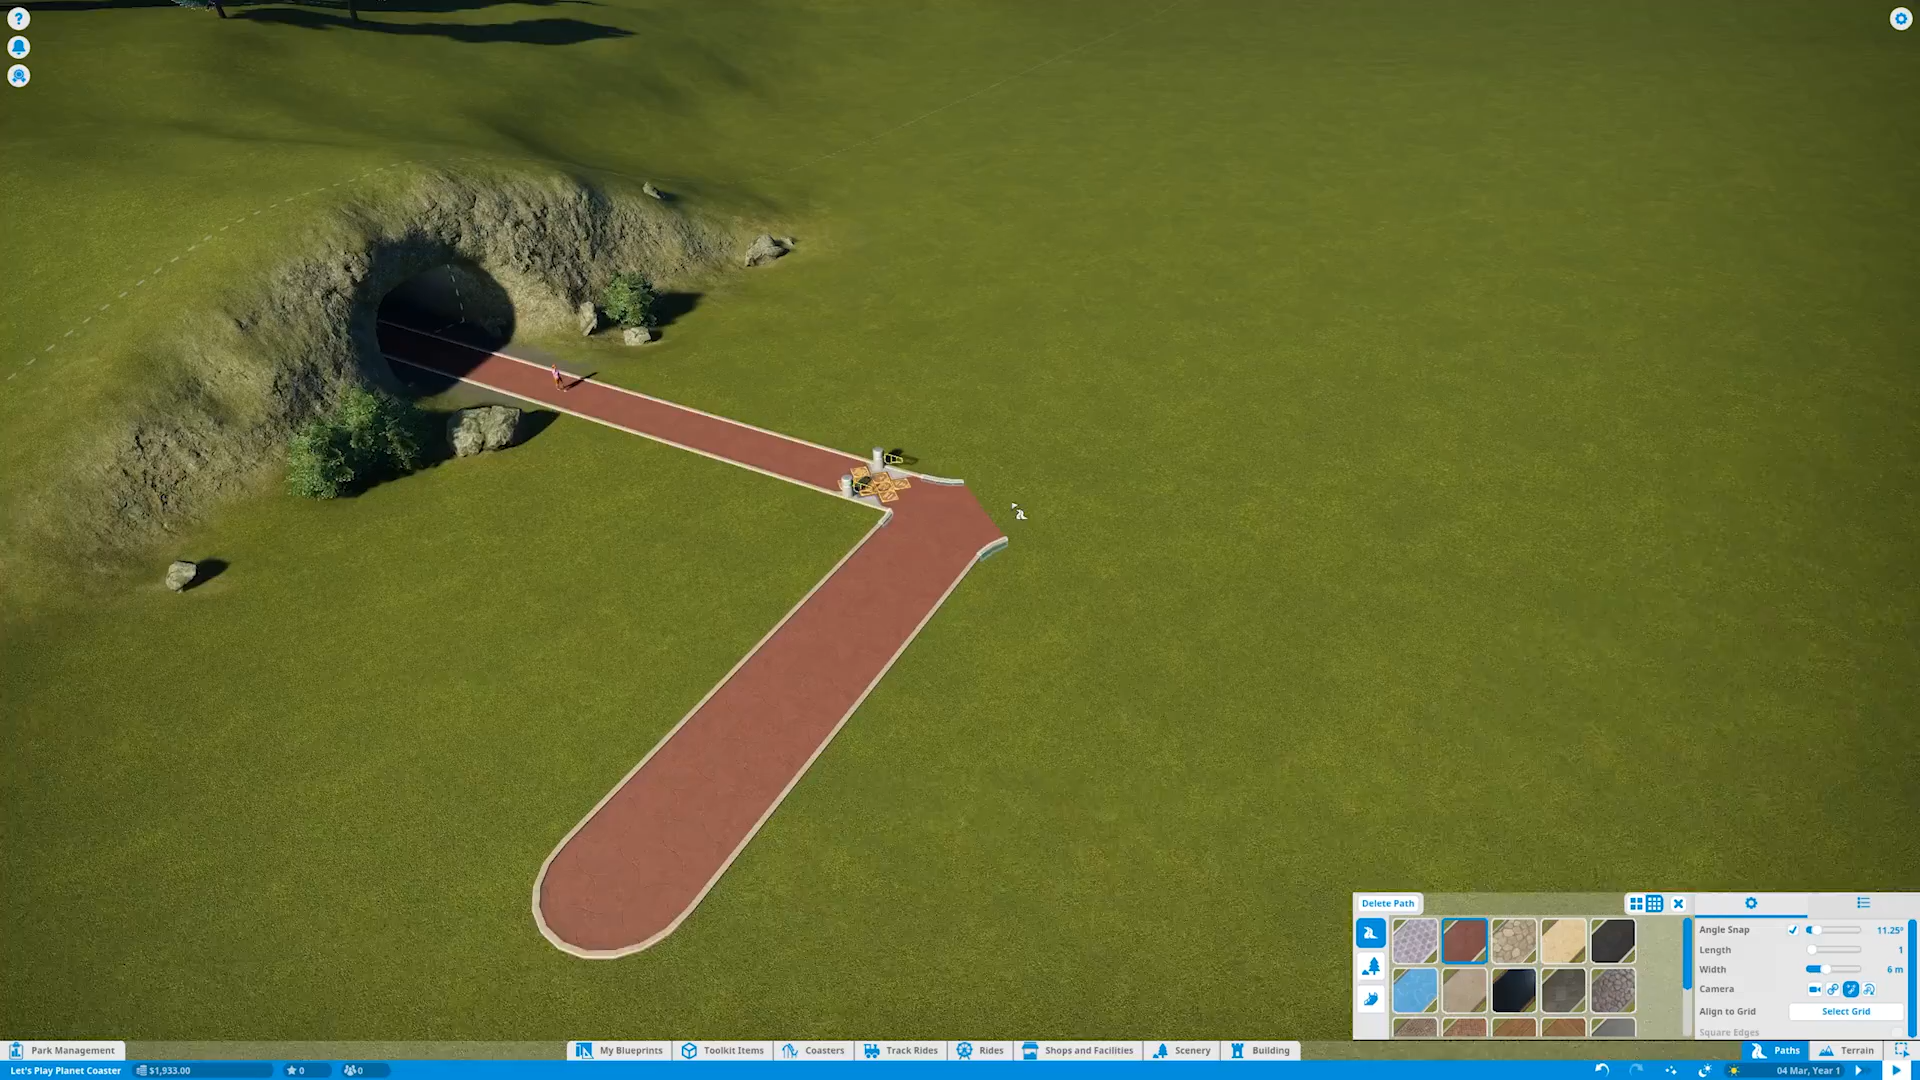 ?
Delete Path
Angle Snap 11.25°
Length 1
Width 6 m
Camera
Align to Grid Select Grid
Square Edges
Park Management
My Blueprints
Toolkit Items
Coasters
Track Rides
Rides
Shops and Facilities
Scenery
Building
Paths
Terrain
Let's Play Planet Coaster
$1,933.00
0
0
04 Mar, Year 1